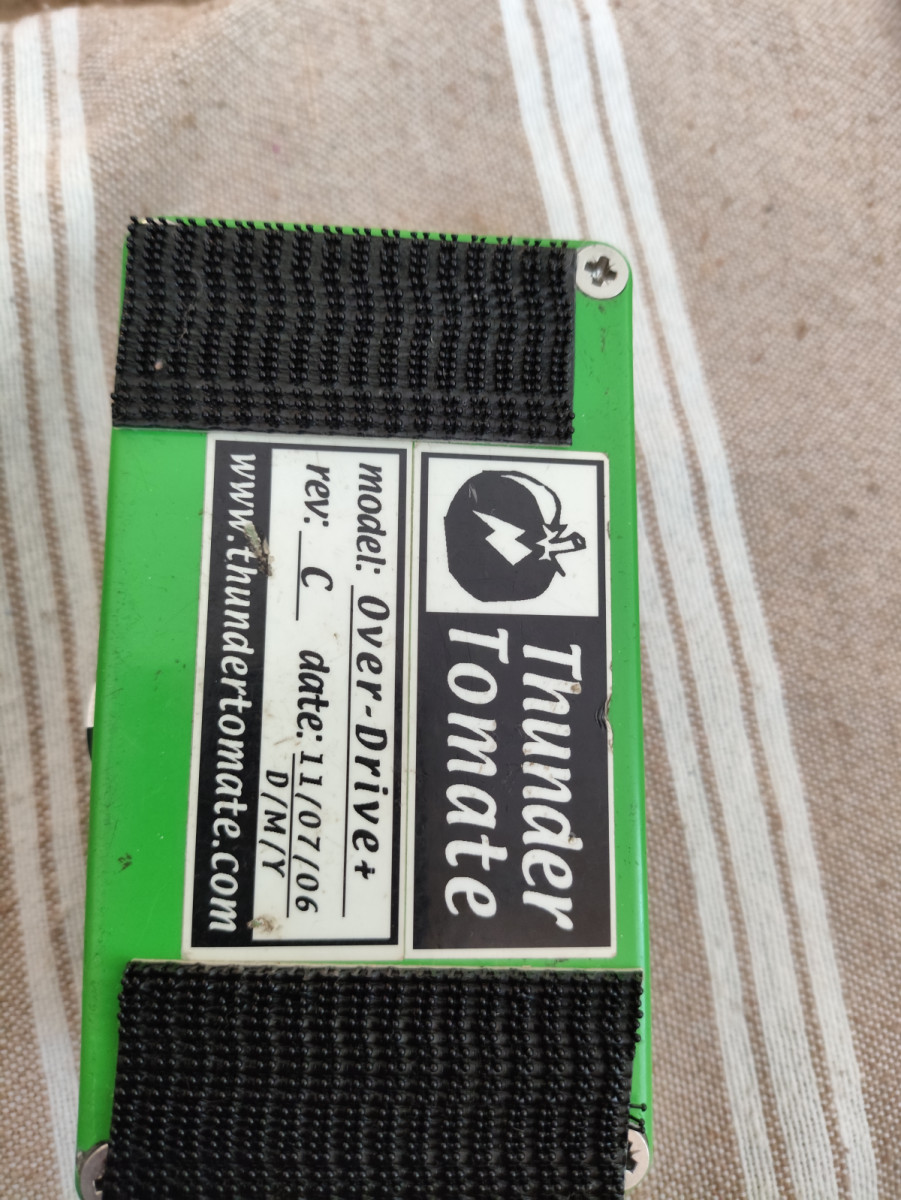 Thunder
Tomate
model: Over-Drive+
rev: C date: 11/07/06
D/M/Y
www.thundertomate.com